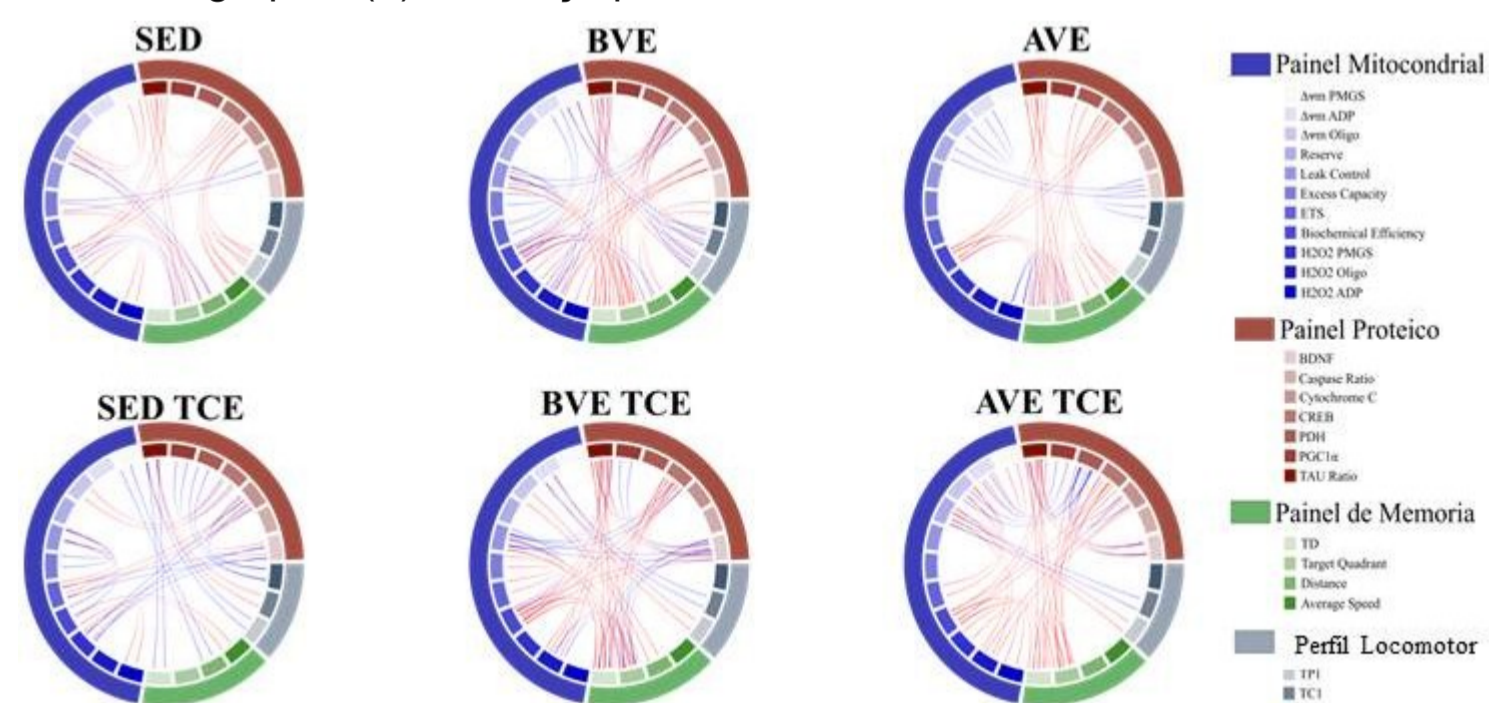 SED
BVE
AVE
SED TCE
BVE TCE
AVE TCE
Painel Mitocondrial
Δψm PMGS
Δψm ADP
Δψm Oligo
Reserve
Leak Control
Excess Capacity
ETS
Biochemical Efficiency
H2O2 PMGS
H2O2 Oligo
H2O2 ADP
Painel Proteico
BDNF
Caspase Ratio
Cytochrome C
CREB
PDH
PGC1α
TAU Ratio
Painel de Memoria
TD
Target Quadrant
Distance
Average Speed
Perfil Locomotor
TP1
TC1